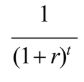 1
(1 + r)^t